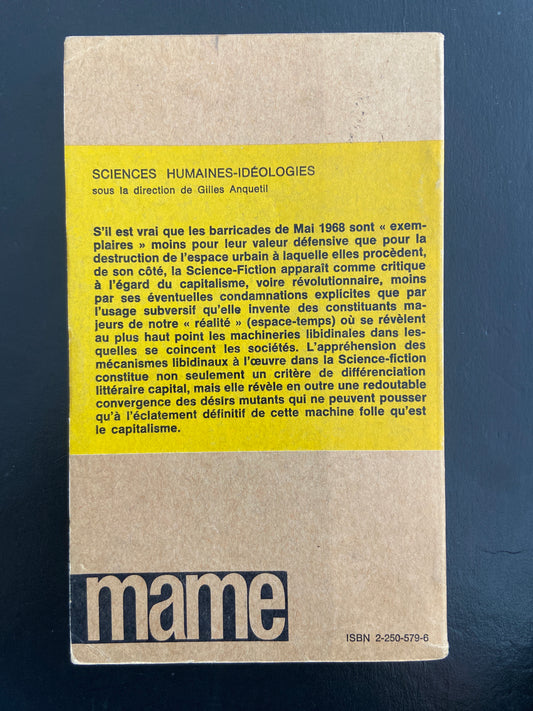 SCIENCES HUMAINES-IDÉOLOGIES
sous la direction de Gilles Anquetil
S'il est vrai que les barricades de Mai 1968 sont « exem-
plaires » moins pour leur valeur défensive que pour la
destruction de l'espace urbain à laquelle elles procèdent,
de son côté, la Science-Fiction apparaît comme critique
à l'égard du capitalisme, voire révolutionnaire, moins
par ses éventuelles condamnations explicites que par
l'usage subversif qu'elle invente des constituants ma-
jeurs de notre « réalité » (espace-temps) où se révèlent
au plus haut point les machineries libidinales dans les-
quelles se coincent les sociétés. L'appréhension des
mécanismes libidinaux à l'œuvre dans la Science-fiction
constitue non seulement un critère de différenciation
littéraire capital, mais elle révèle en outre une redoutable
convergence des désirs mutants qui ne peuvent pousser
qu'à l'éclatement définitif de cette machine folle qu'est
le capitalisme.
mame
ISBN 2-250-579-6